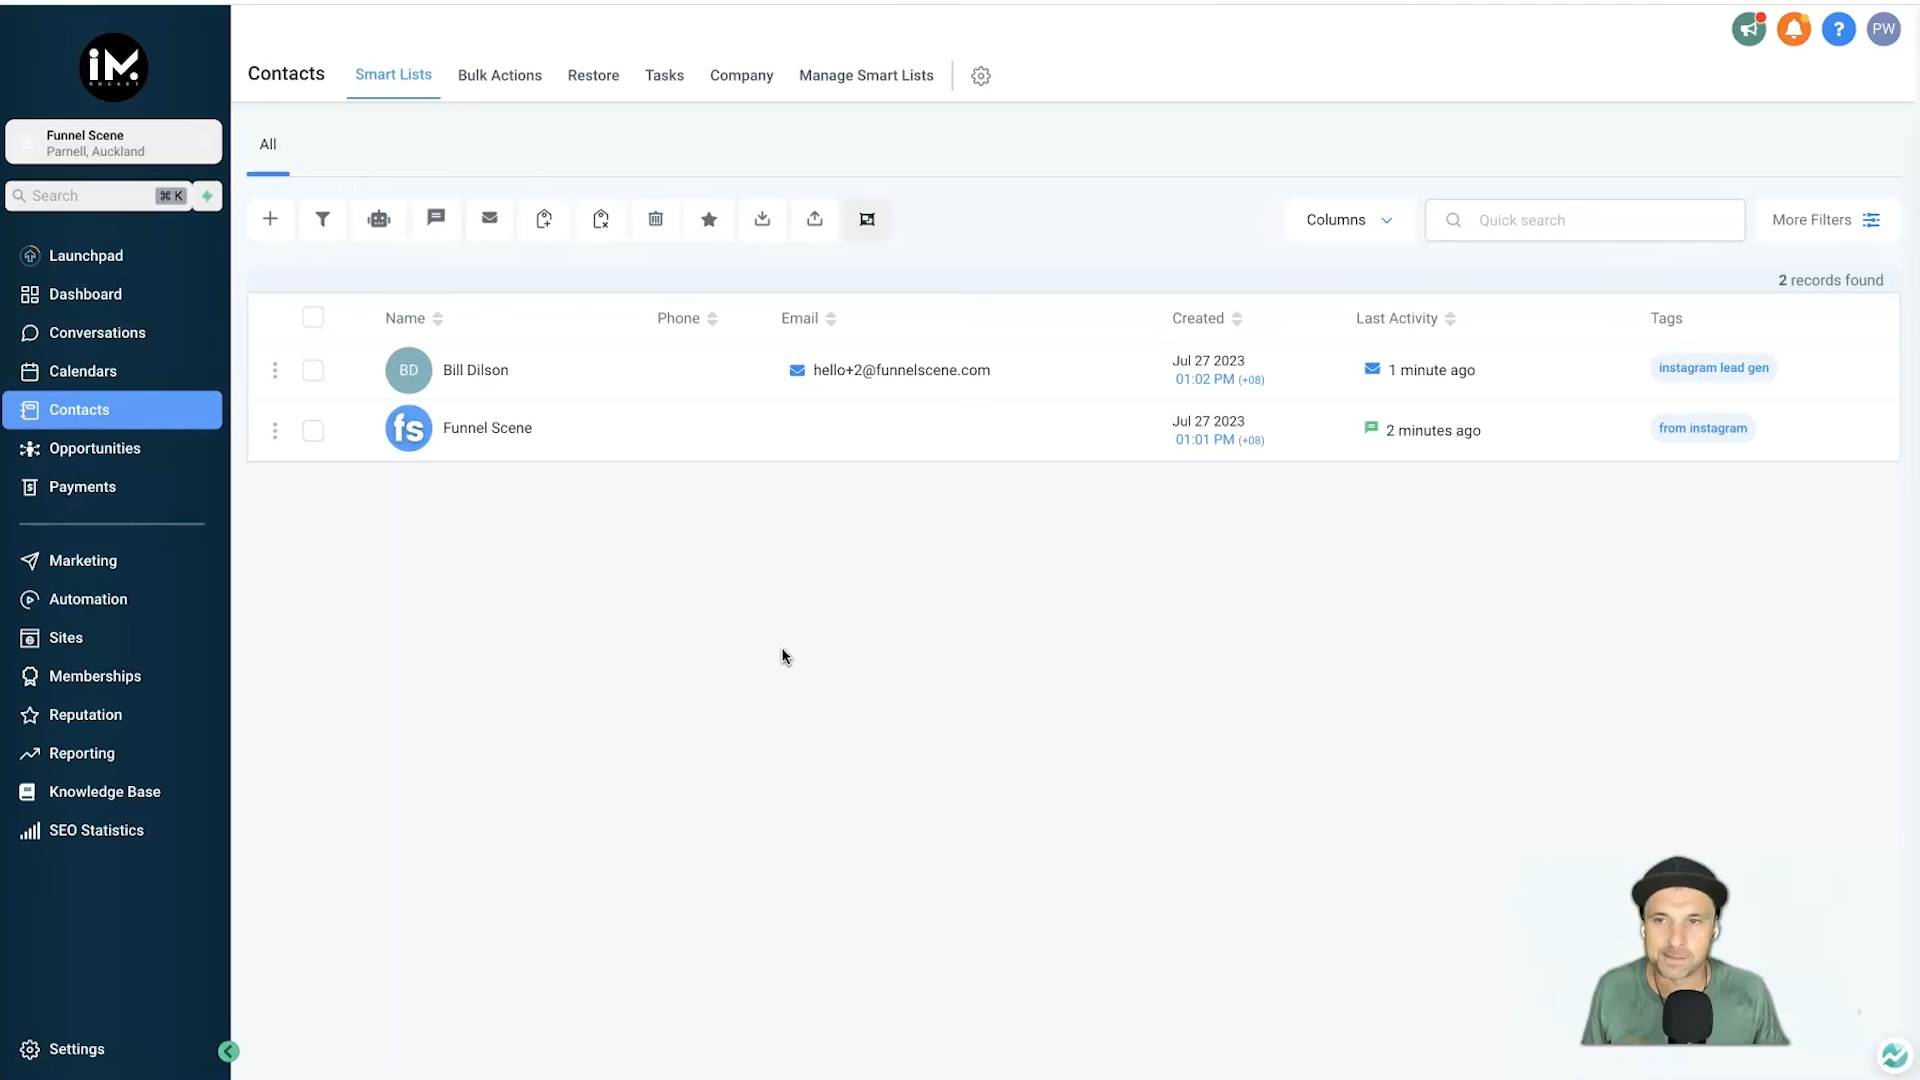 iM.
ROCKET
Funnel Scene
Parnell, Auckland
Search
⌘ K
Launchpad
Dashboard
Conversations
Calendars
Contacts
Opportunities
Payments
Marketing
Automation
Sites
Memberships
Reputation
Reporting
Knowledge Base
SEO Statistics
Settings
Contacts
Smart Lists
Bulk Actions
Restore
Tasks
Company
Manage Smart Lists
?
PW
All
Columns
Quick search
More Filters
2 records found
Name
Phone
Email
Created
Last Activity
Tags
BD
Bill Dilson
hello+2@funnelscene.com
Jul 27 2023
01:02 PM (+08)
1 minute ago
instagram lead gen
fs
Funnel Scene
Jul 27 2023
01:01 PM (+08)
2 minutes ago
from instagram